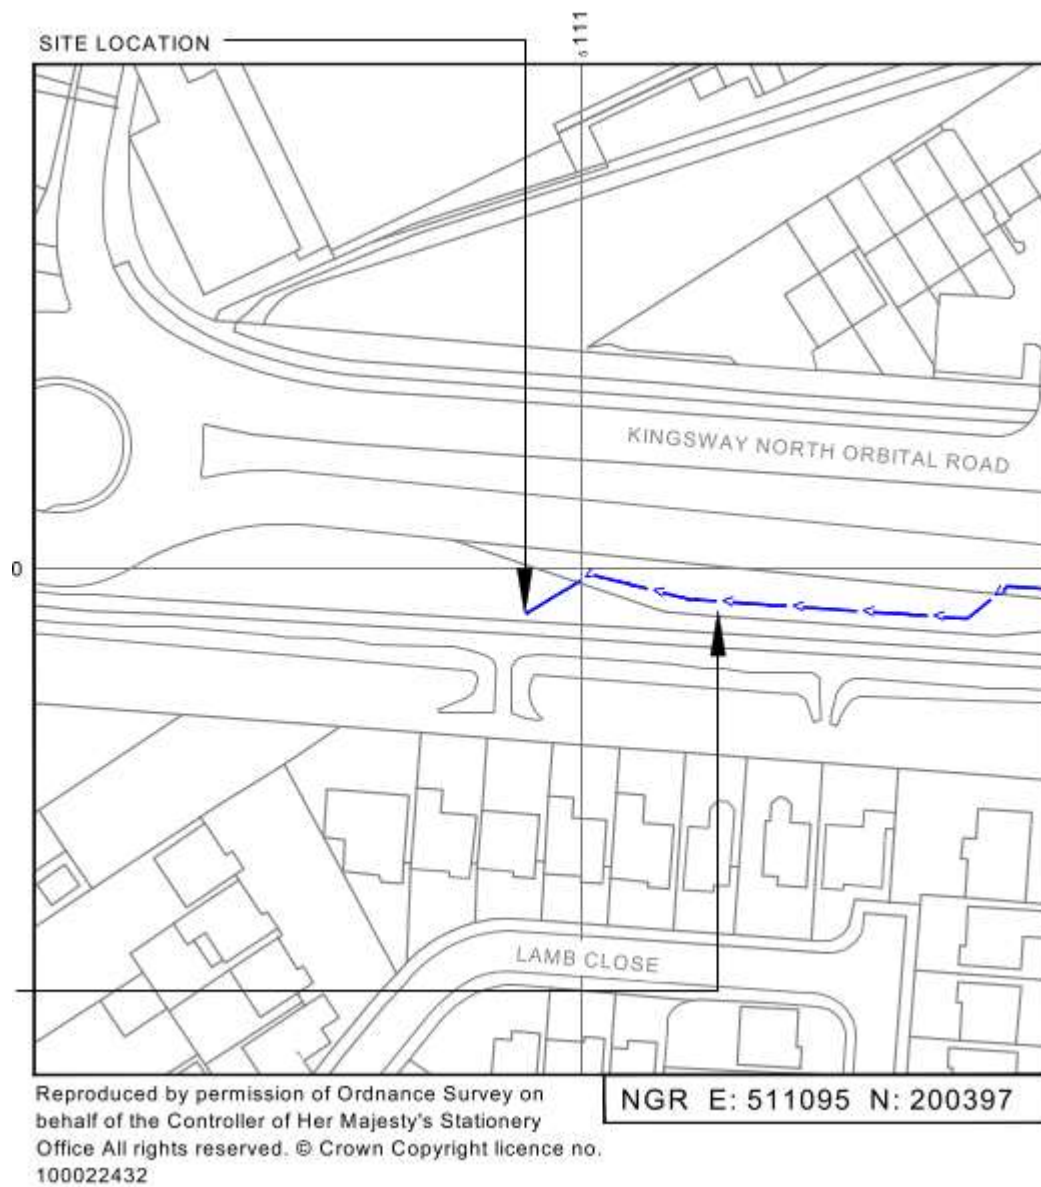 SITE LOCATION
5111
0
KINGSWAY NORTH ORBITAL ROAD
LAMB CLOSE
Reproduced by permission of Ordnance Survey on
behalf of the Controller of Her Majesty's Stationery
Office All rights reserved. © Crown Copyright licence no.
100022432
NGR E: 511095 N: 200397